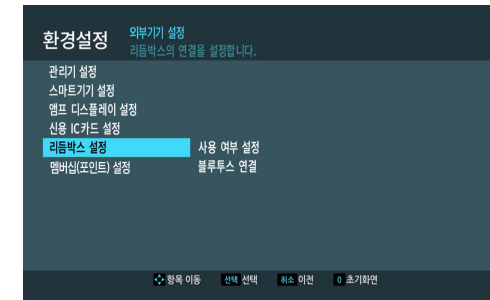 환경설정
외부기기 설정
리듬박스의 연결을 설정합니다.
관리기 설정
스마트기기 설정
앰프 디스플레이 설정
신용 IC카드 설정
리듬박스 설정 사용 여부 설정
멤버십(포인트) 설정 블루투스 연결
항목 이동 선택 선택 취소 이전 0 초기화면